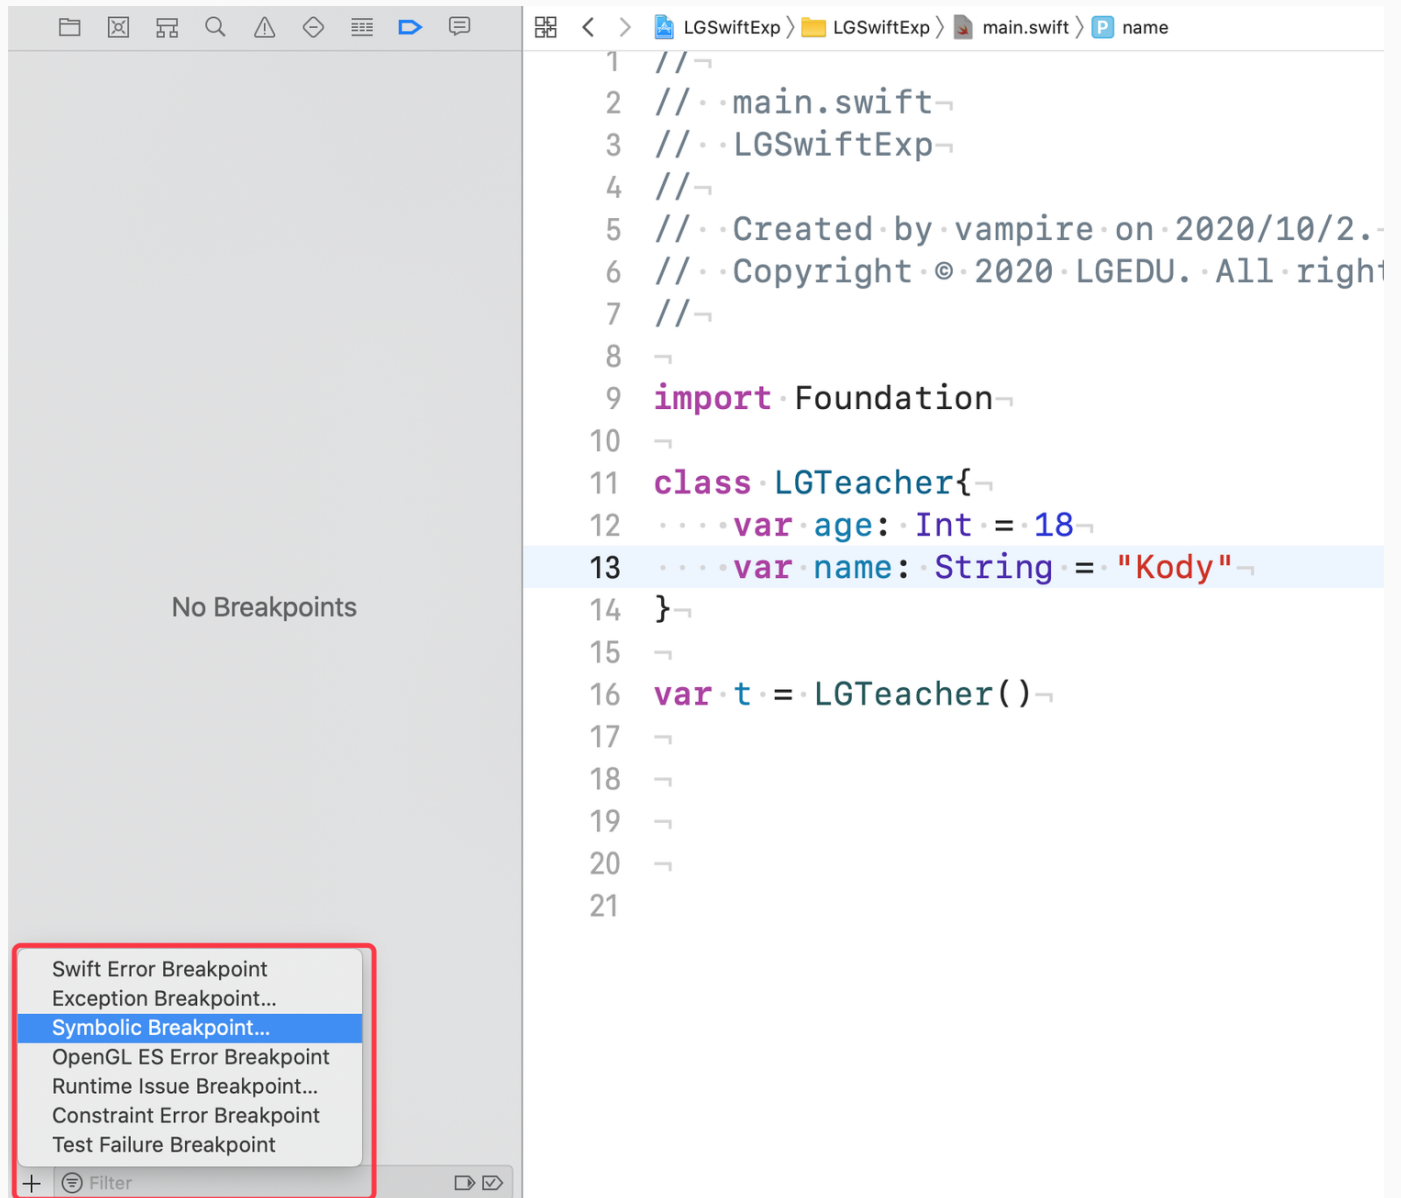 LGSwiftExp 〉 LGSwiftExp 〉 main.swift 〉 P name
1 //
2 //  main.swift
3 //  LGSwiftExp
4 //
5 //  Created by vampire on 2020/10/2.
6 //  Copyright © 2020 LGEDU. All right
7 //
8
9 import Foundation
10
11 class LGTeacher{
12     var age: Int = 18
13     var name: String = "Kody"
14 }
15
16 var t = LGTeacher()
17
18
19
20
21
No Breakpoints
Swift Error Breakpoint
Exception Breakpoint...
Symbolic Breakpoint...
OpenGL ES Error Breakpoint
Runtime Issue Breakpoint...
Constraint Error Breakpoint
Test Failure Breakpoint
Filter